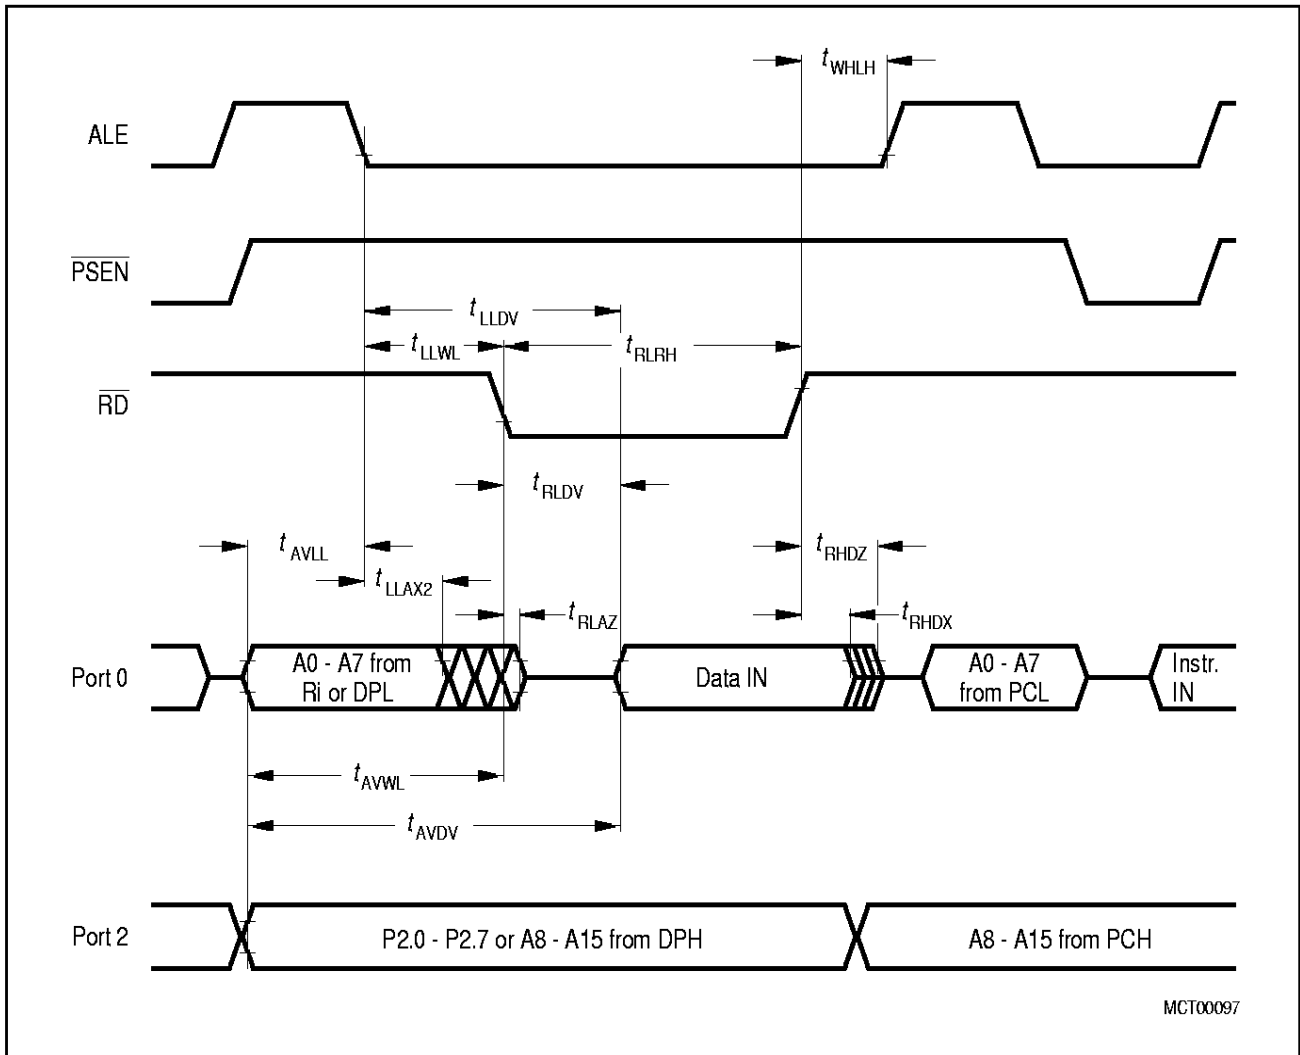 t WHLH
ALE
PSEN
t LLDV
t LLWL
t RLRH
RD
t RLDV
t AVLL
t RHDZ
t LLAX2
t RLAZ
t RHDX
Port 0
A0 - A7 from
Ri or DPL
Data IN
A0 - A7
from PCL
Instr.
IN
t AVWL
t AVDV
Port 2
P2.0 - P2.7 or A8 - A15 from DPH
A8 - A15 from PCH
MCT00097